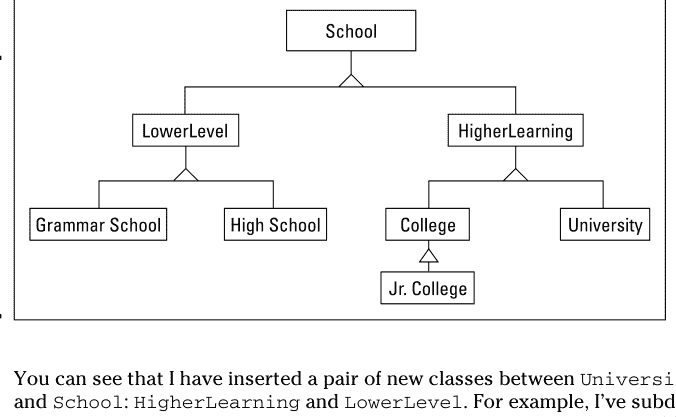 School
LowerLevel
HigherLearning
Grammar School
High School
College
University
Jr. College
You can see that I have inserted a pair of new classes between Universi
and School: HigherLearning and LowerLevel. For example, I've subd